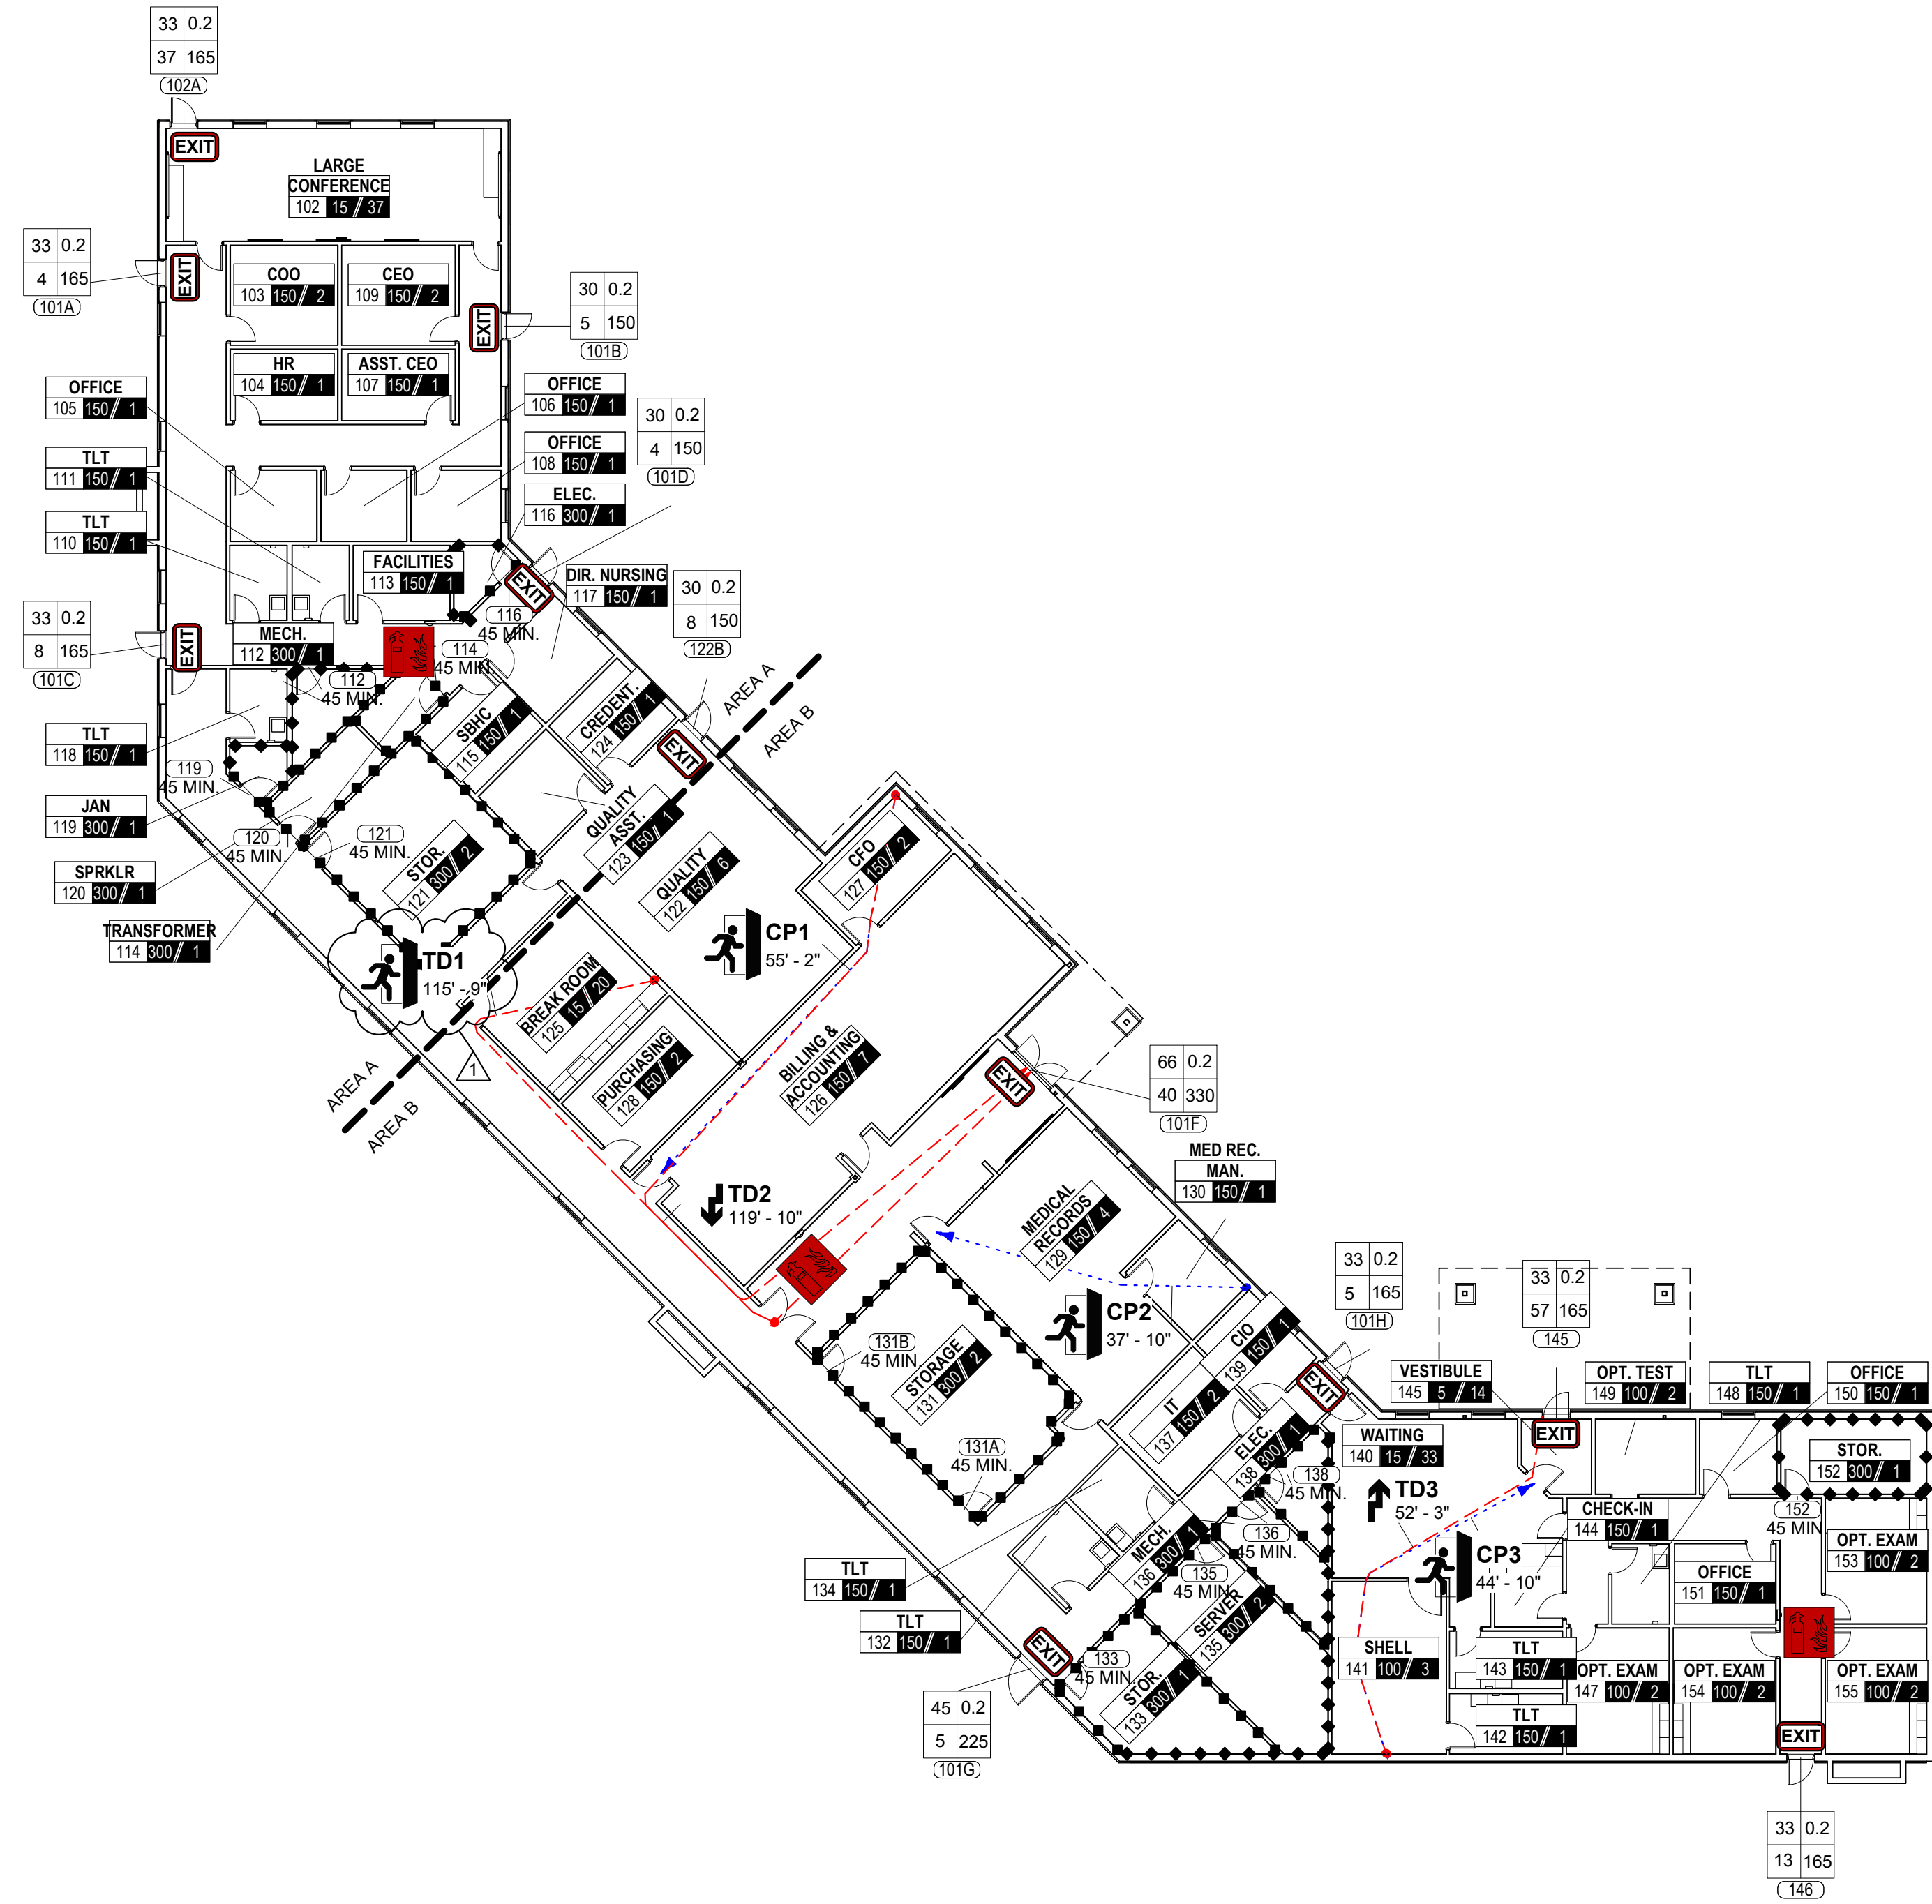 33 0.2
37 165
102A
EXIT
LARGE
CONFERENCE
102 15 / 37
33 0.2
4 165
101A
EXIT
COO
103 150 / 2
CEO
109 150 / 2
EXIT
30 0.2
5 150
101B
HR
104 150 / 1
ASST. CEO
107 150 / 1
OFFICE
105 150 / 1
OFFICE
106 150 / 1
30 0.2
4 150
101D
OFFICE
108 150 / 1
TLT
111 150 / 1
ELEC.
116 300 / 1
TLT
110 150 / 1
FACILITIES
113 150 / 1
EXIT
DIR. NURSING
117 150 / 1
30 0.2
8 150
122B
33 0.2
8 165
101C
EXIT
MECH.
112 300 / 1
116
45 MIN.
114
45 MIN.
112
45 MIN.
SBHC
115 150 / 1
CREDENT.
124 150 / 1
AREA A
AREA B
EXIT
TLT
118 150 / 1
119
45 MIN.
JAN
119 300 / 1
120
45 MIN.
121
45 MIN.
STOR.
121 300 / 2
QUALITY
ASST.
123 150 / 1
QUALITY
122 150 / 6
CFO
127 150 / 2
SPRKLR
120 300 / 1
TRANSFORMER
114 300 / 1
TD1
115' - 9"
CP1
55' - 2"
BREAK ROOM
125 15 / 20
1
AREA A
AREA B
PURCHASING
128 150 / 2
BILLING &
ACCOUNTING
126 150 / 7
EXIT
66 0.2
40 330
101F
MED REC.
MAN.
130 150 / 1
TD2
119' - 10"
MEDICAL
RECORDS
129 150 / 4
CP2
37' - 10"
131B
45 MIN.
STORAGE
131 300 / 2
131A
45 MIN.
CIO
139 150 / 1
IT
137 150 / 2
ELEC.
138 300 / 1
33 0.2
5 165
101H
EXIT
33 0.2
57 165
145
VESTIBULE
145 5 / 14
OPT. TEST
149 100 / 2
TLT
148 150 / 1
OFFICE
150 150 / 1
EXIT
WAITING
140 15 / 33
STOR.
152 300 / 1
138
45 MIN.
TD3
52' - 3"
CHECK-IN
144 150 / 1
152
45 MIN.
136
45 MIN.
CP3
44' - 10"
OPT. EXAM
153 100 / 2
OFFICE
151 150 / 1
MECH.
136 300 / 1
135
45 MIN.
SERVER
135 300 / 2
TLT
134 150 / 1
TLT
132 150 / 1
EXIT
133
45 MIN.
STOR.
133 300 / 1
SHELL
141 100 / 3
TLT
143 150 / 1
OPT. EXAM
147 100 / 2
OPT. EXAM
154 100 / 2
OPT. EXAM
155 100 / 2
TLT
142 150 / 1
EXIT
45 0.2
5 225
101G
33 0.2
13 165
146